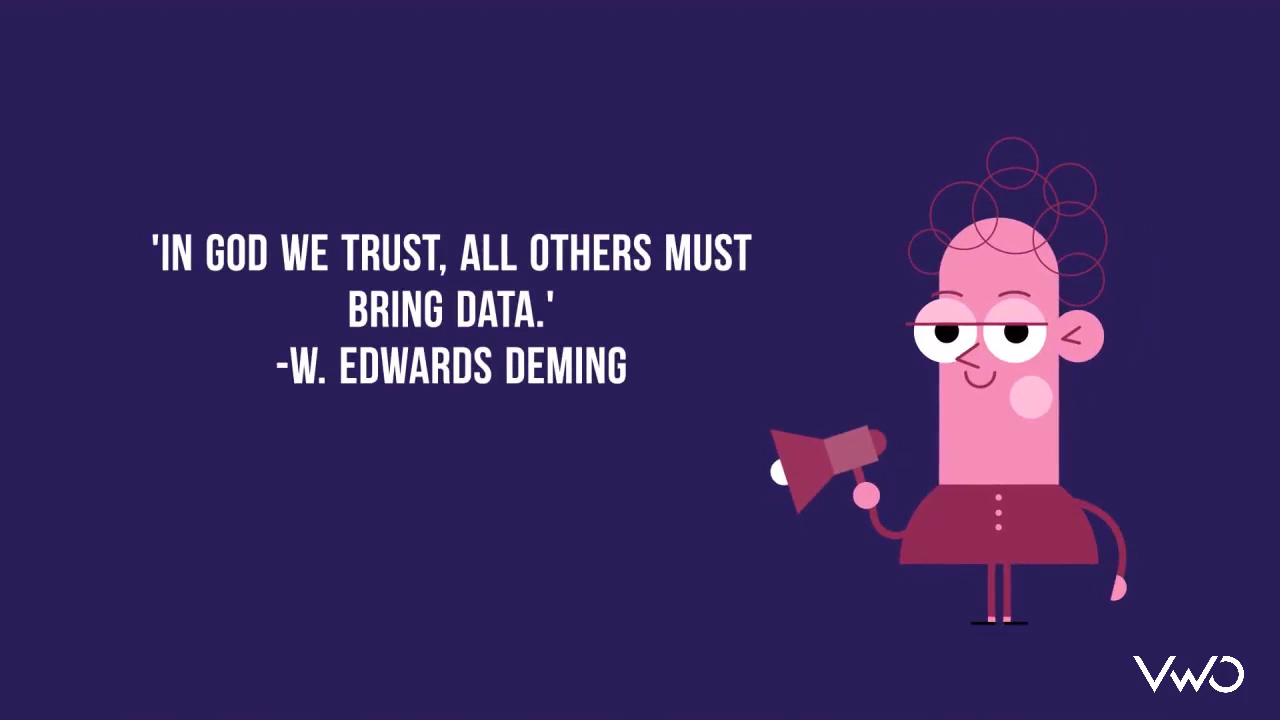 'IN GOD WE TRUST, ALL OTHERS MUST
BRING DATA.'
-W. EDWARDS DEMING
VWO